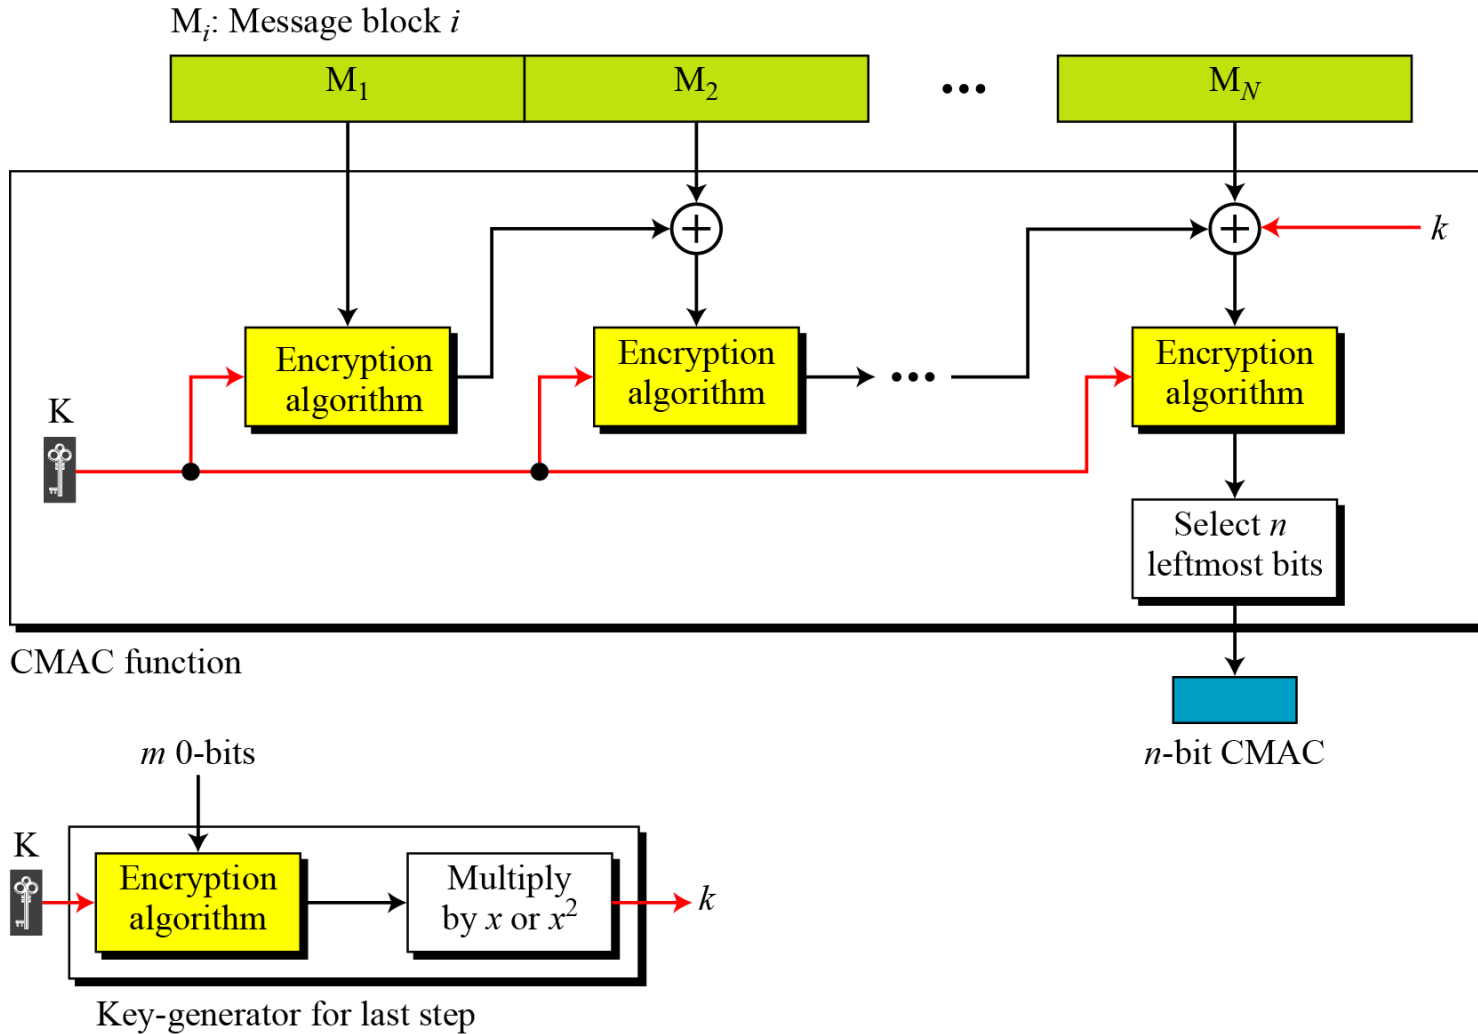 Mᵢ: Message block i
M₁ M₂ ••• M_N
k
Encryption algorithm
Encryption algorithm
•••
Encryption algorithm
K
Select n
leftmost bits
CMAC function
n-bit CMAC
m 0-bits
K
Encryption
algorithm
Multiply
by x or x²
k
Key-generator for last step